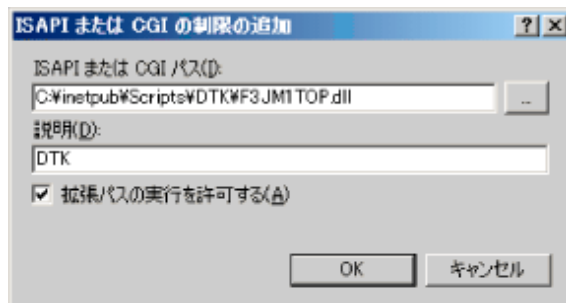 ISAPI または CGI の制限の追加
ISAPI または CGI パス(I):
C:¥inetpub¥Scripts¥DTK¥F3JM1TOP.dll
...
説明(D):
DTK
拡張パスの実行を許可する(A)
OK キャンセル